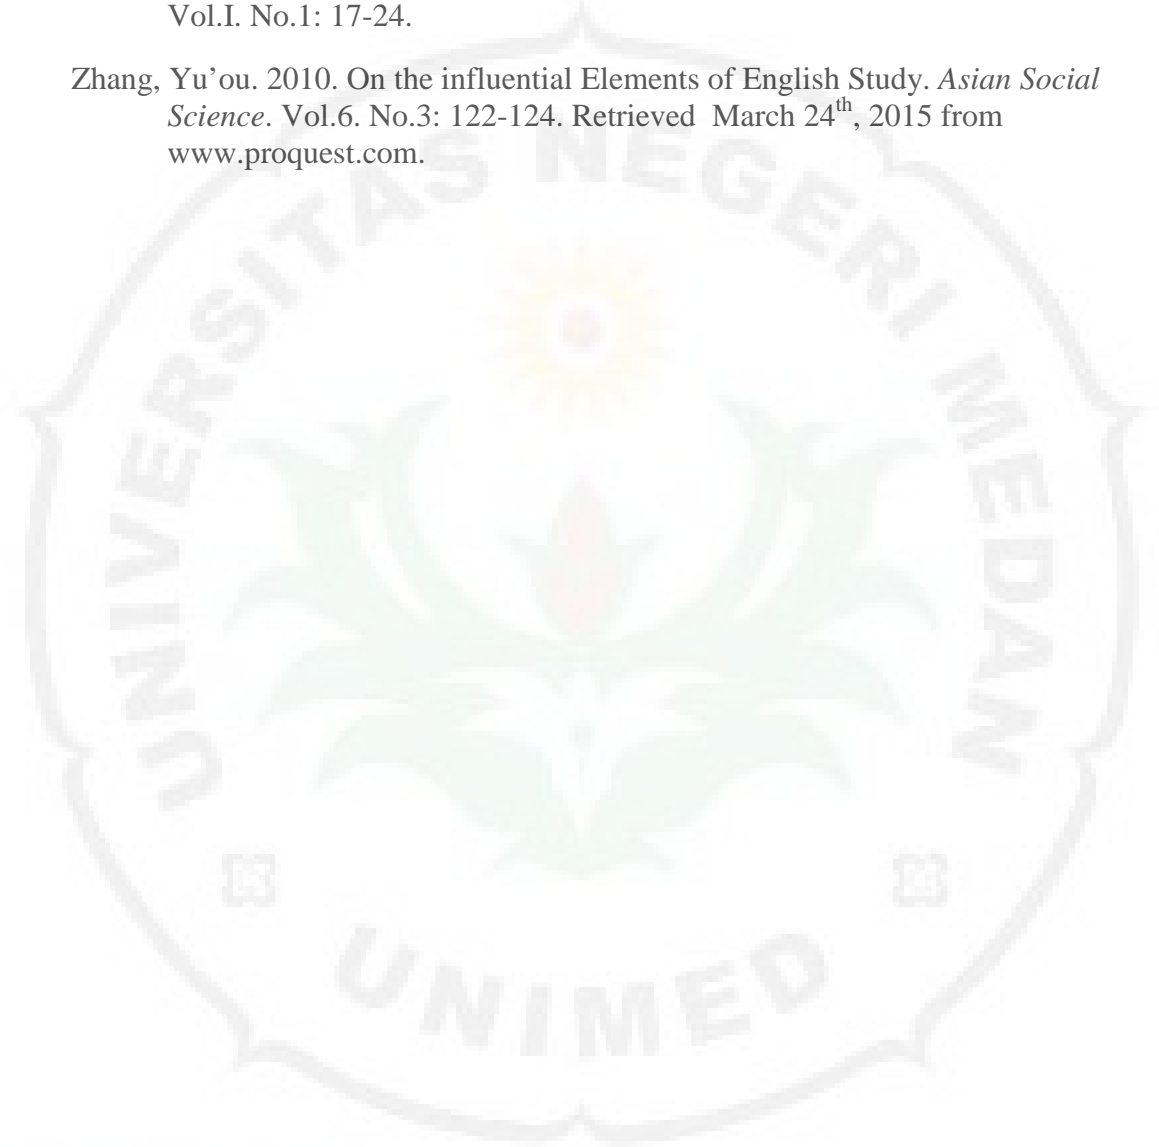 Vol.I. No.1: 17-24.
Zhang, Yu’ou. 2010. On the influential Elements of English Study. Asian Social
Science. Vol.6. No.3: 122-124. Retrieved March 24th, 2015 from
www.proquest.com.
UNIVERSITAS NEGERI MEDAN
UNIMED